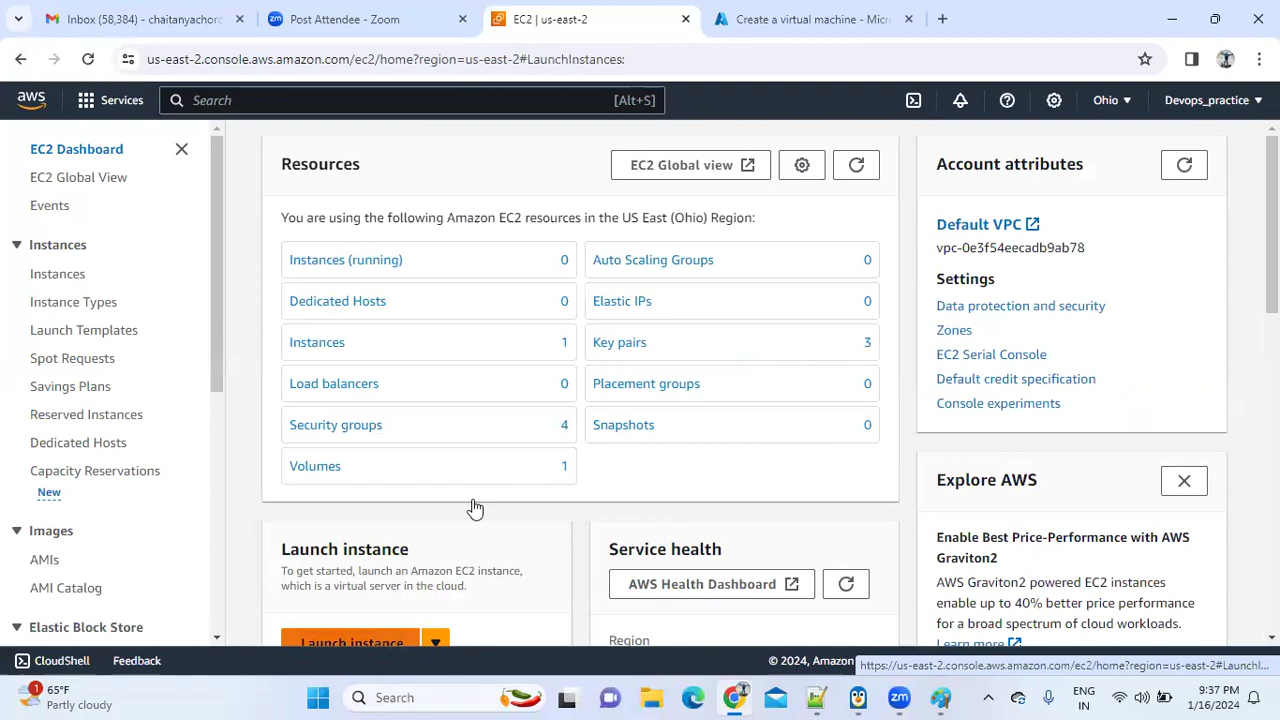 Inbox (58,384) - chaitanyachoro
Post Attendee - Zoom
EC2 | us-east-2
Create a virtual machine - Micro
us-east-2.console.aws.amazon.com/ec2/home?region=us-east-2#LaunchInstances:
aws
Services
Search
[Alt+S]
Ohio
Devops_practice
EC2 Dashboard
EC2 Global View
Events
Instances
Instances
Instance Types
Launch Templates
Spot Requests
Savings Plans
Reserved Instances
Dedicated Hosts
Capacity Reservations
New
Images
AMIs
AMI Catalog
Elastic Block Store
Resources
EC2 Global view
You are using the following Amazon EC2 resources in the US East (Ohio) Region:
Instances (running) 0
Auto Scaling Groups 0
Dedicated Hosts 0
Elastic IPs 0
Instances 1
Key pairs 3
Load balancers 0
Placement groups 0
Security groups 4
Snapshots 0
Volumes 1
Launch instance
To get started, launch an Amazon EC2 instance,
which is a virtual server in the cloud.
Launch instance
Service health
AWS Health Dashboard
Region
Account attributes
Default VPC
vpc-0e3f54eecadb9ab78
Settings
Data protection and security
Zones
EC2 Serial Console
Default credit specification
Console experiments
Explore AWS
Enable Best Price-Performance with AWS
Graviton2
AWS Graviton2 powered EC2 instances
enable up to 40% better price performance
for a broad spectrum of cloud workloads.
Learn more
CloudShell
Feedback
© 2024, Amazon
https://us-east-2.console.aws.amazon.com/ec2/home?region=us-east-2#LaunchI...
1
65°F
Partly cloudy
Search
ENG
IN
9:37 PM
1/16/2024